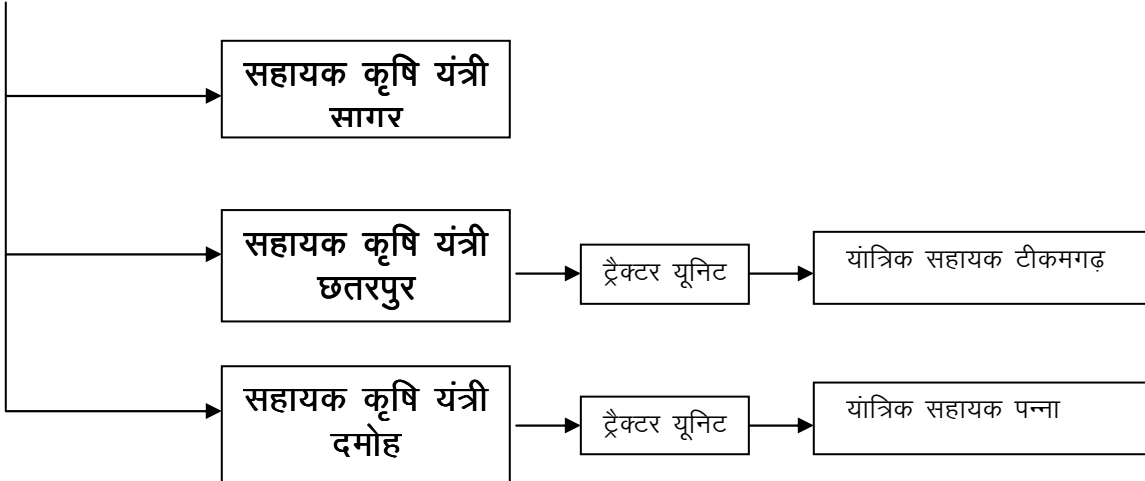 सहायक कृषि यंत्री
सागर
सहायक कृषि यंत्री
छतरपुर
ट्रैक्टर यूनिट
यांत्रिक सहायक टीकमगढ़
सहायक कृषि यंत्री
दमोह
ट्रैक्टर यूनिट
यांत्रिक सहायक पन्ना